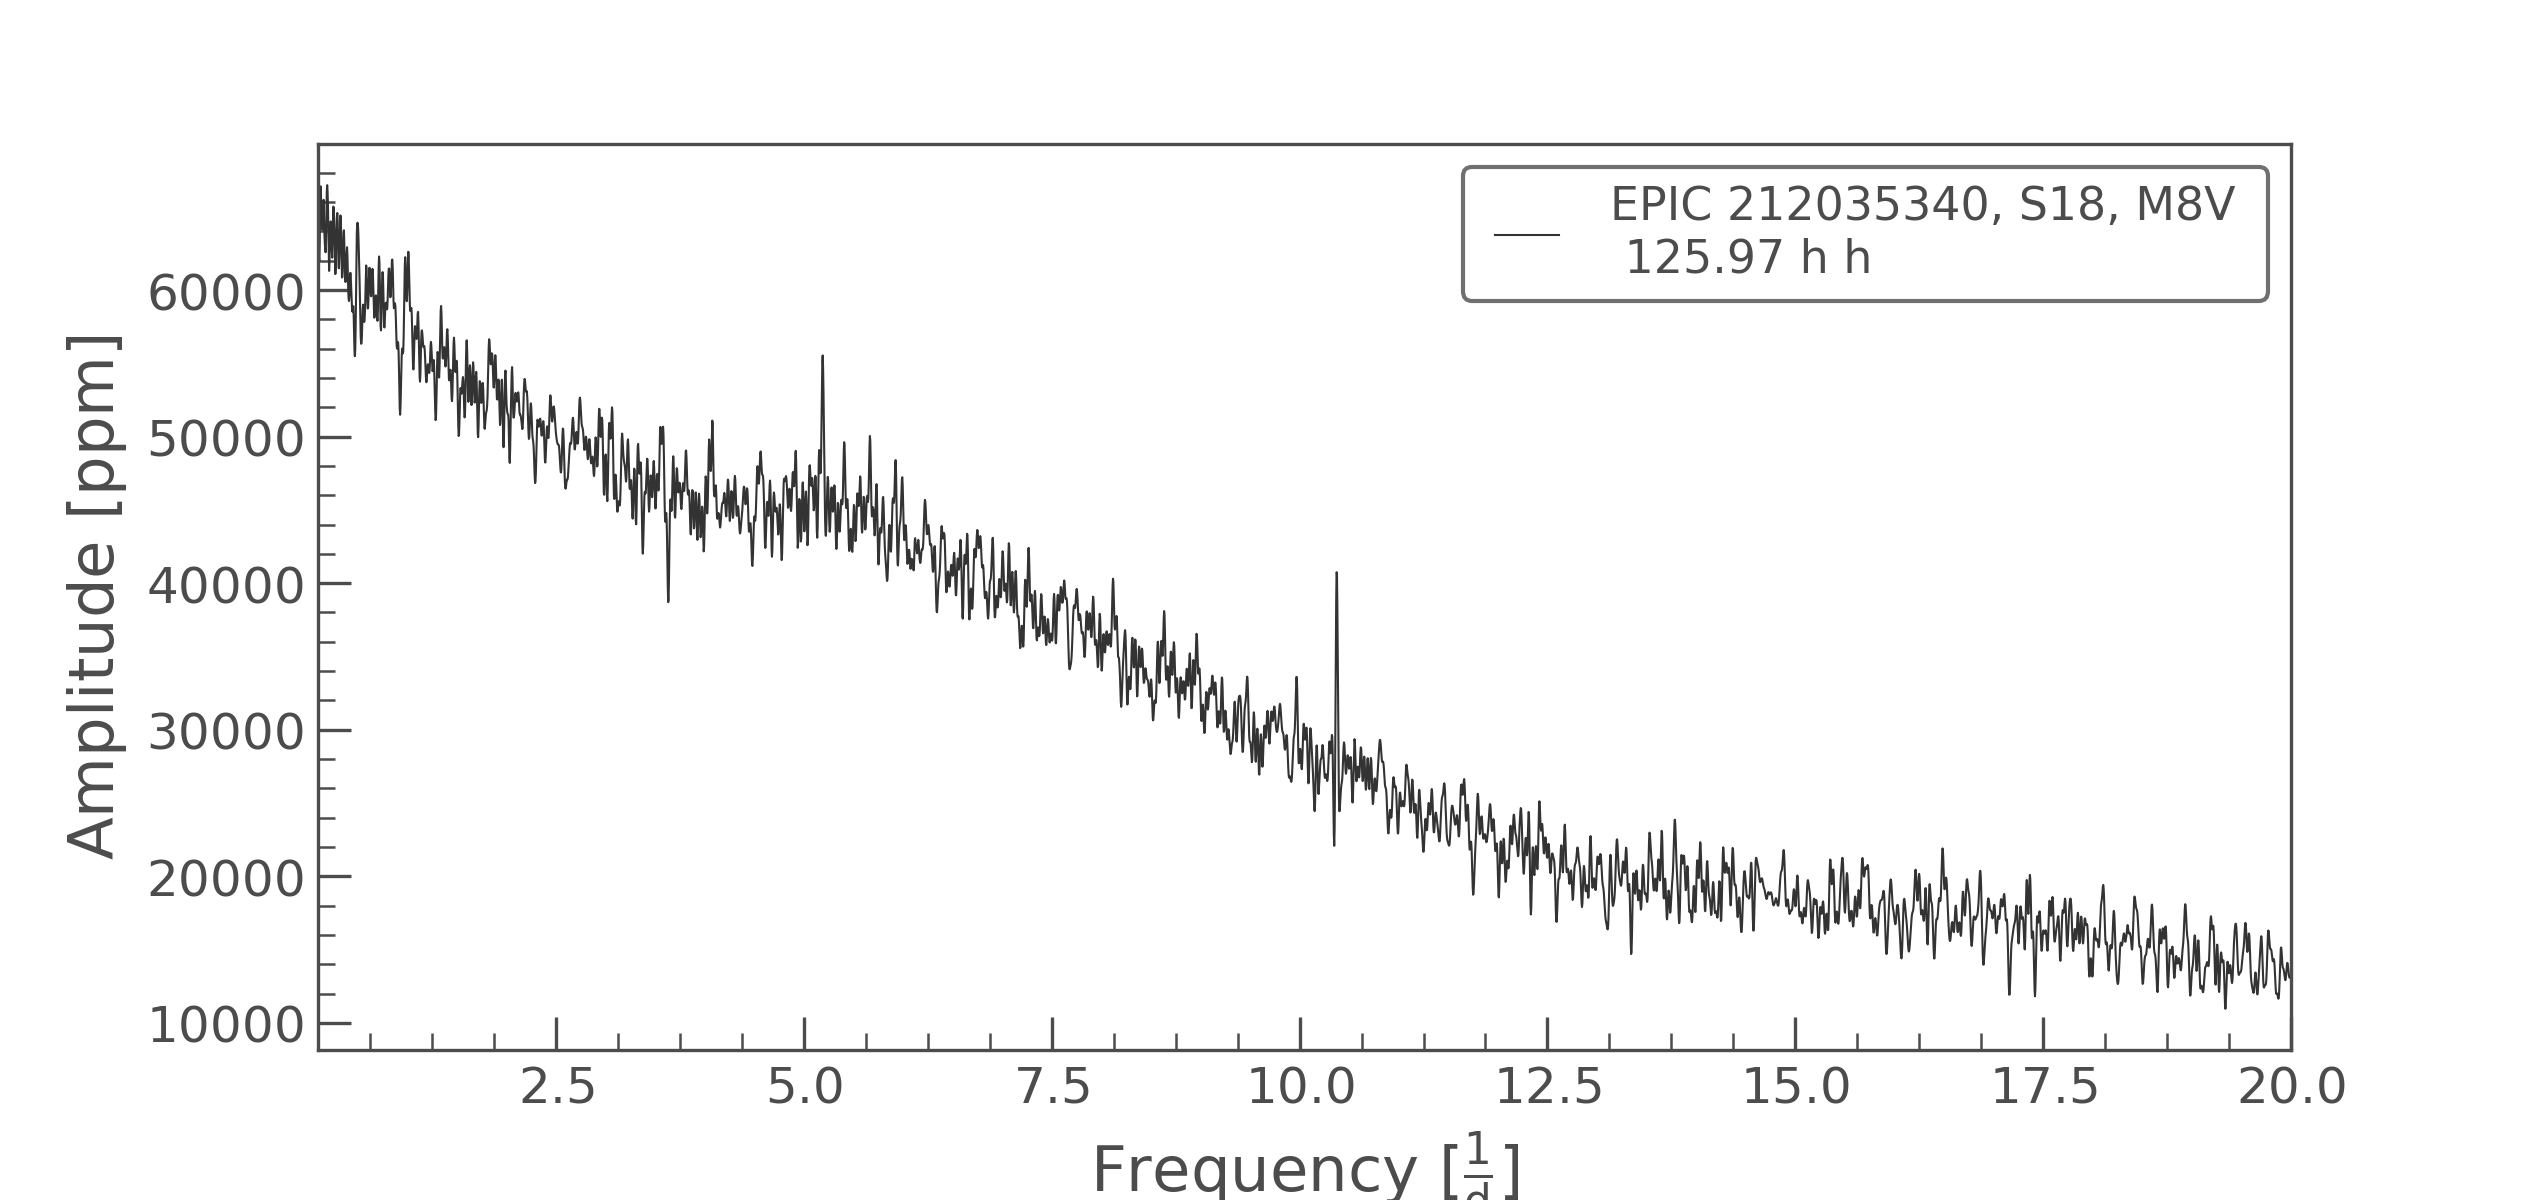 EPIC 212035340, S18, M8V
125.97 h h
60000
50000
40000
30000
20000
10000
Amplitude [ppm]
2.5 5.0 7.5 10.0 12.5 15.0 17.5 20.0
Frequency [1/d]